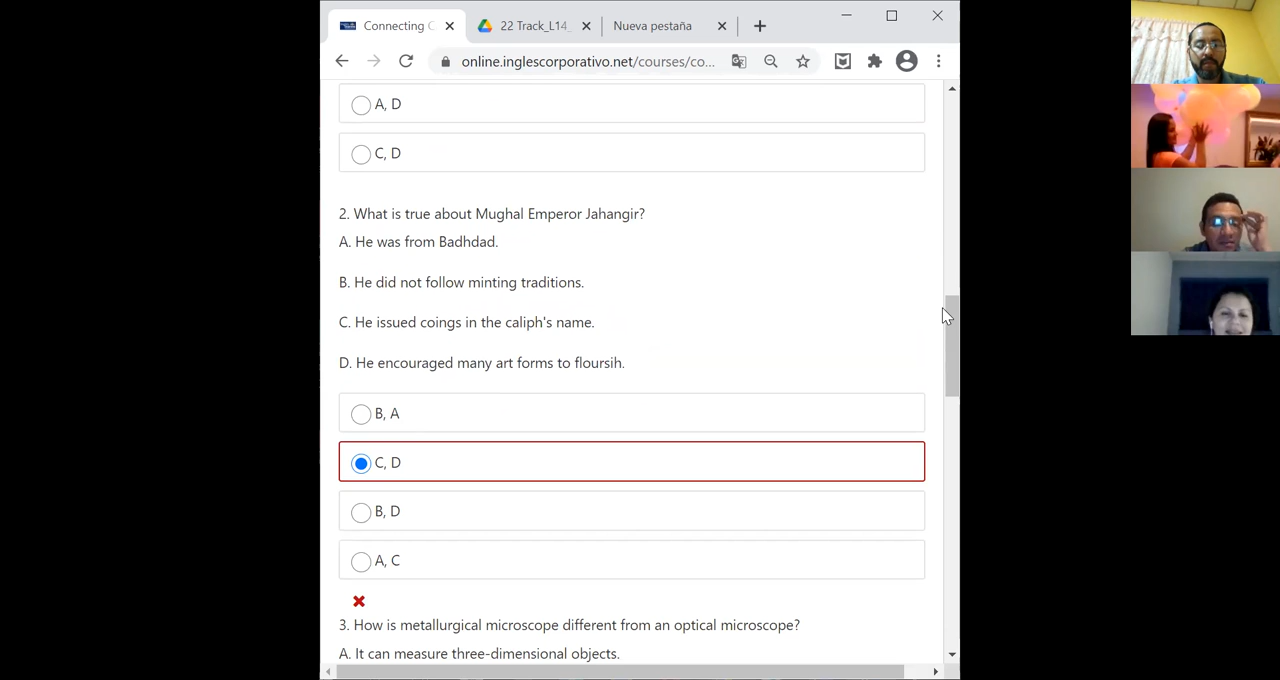 Connecting C
22 Track_L14_
Nueva pestaña
online.inglescorporativo.net/courses/co...
A, D
C, D
2. What is true about Mughal Emperor Jahangir?
A. He was from Badhdad.
B. He did not follow minting traditions.
C. He issued coings in the caliph's name.
D. He encouraged many art forms to floursih.
B, A
C, D
B, D
A, C
3. How is metallurgical microscope different from an optical microscope?
A. It can measure three-dimensional objects.